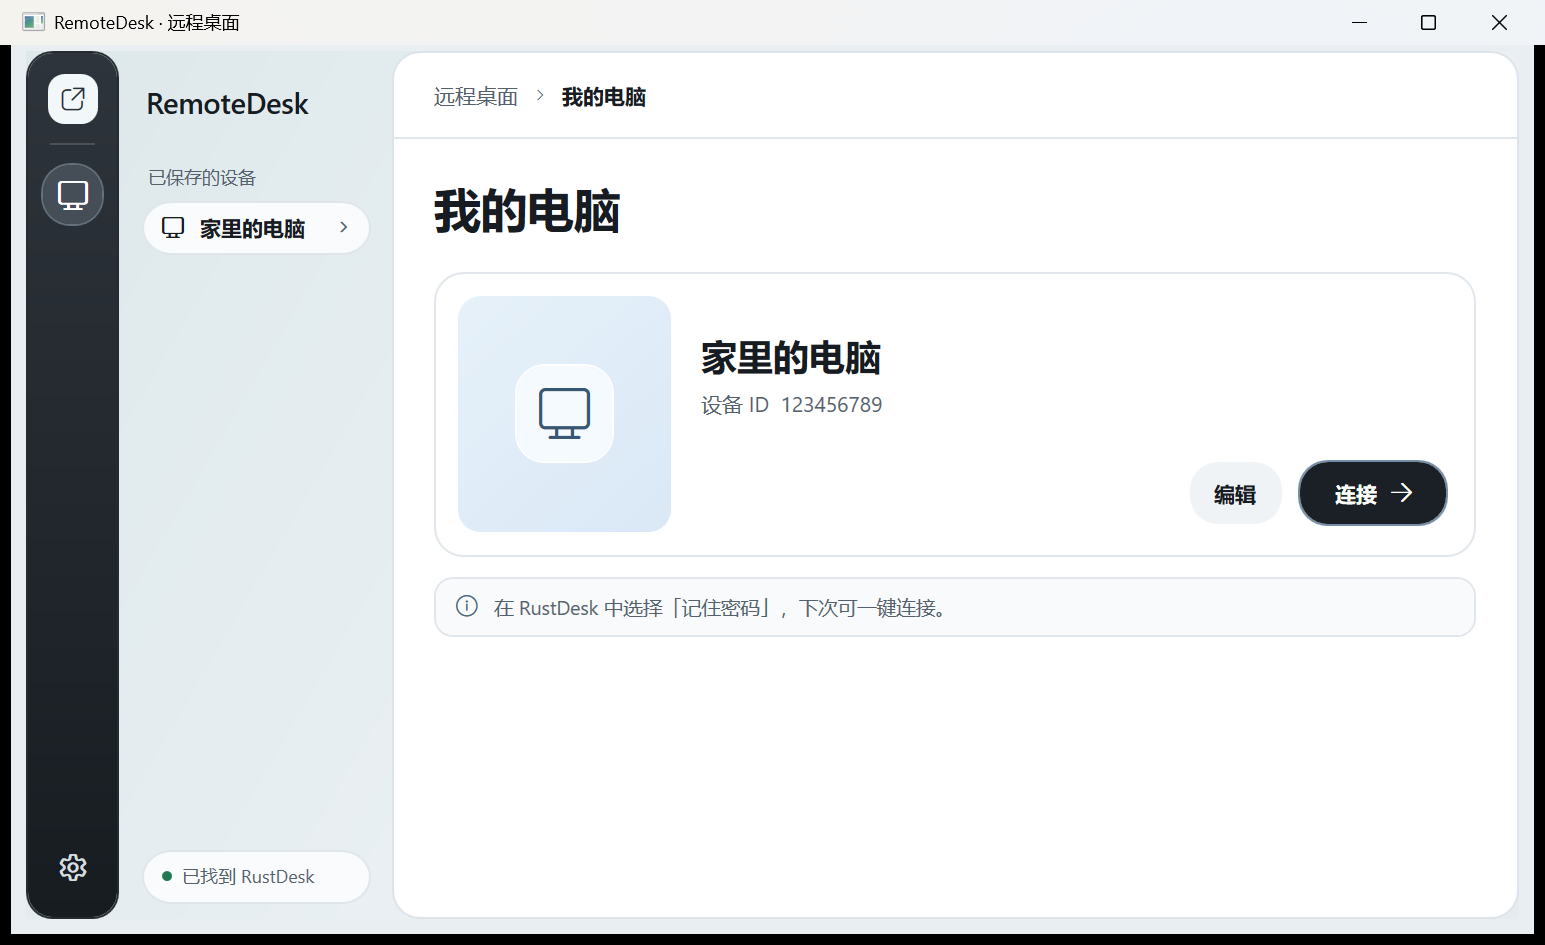 RemoteDesk · 远程桌面
RemoteDesk
已保存的设备
家里的电脑
已找到 RustDesk
远程桌面 > 我的电脑
我的电脑
家里的电脑
设备 ID 123456789
编辑
连接 →
在 RustDesk 中选择「记住密码」，下次可一键连接。